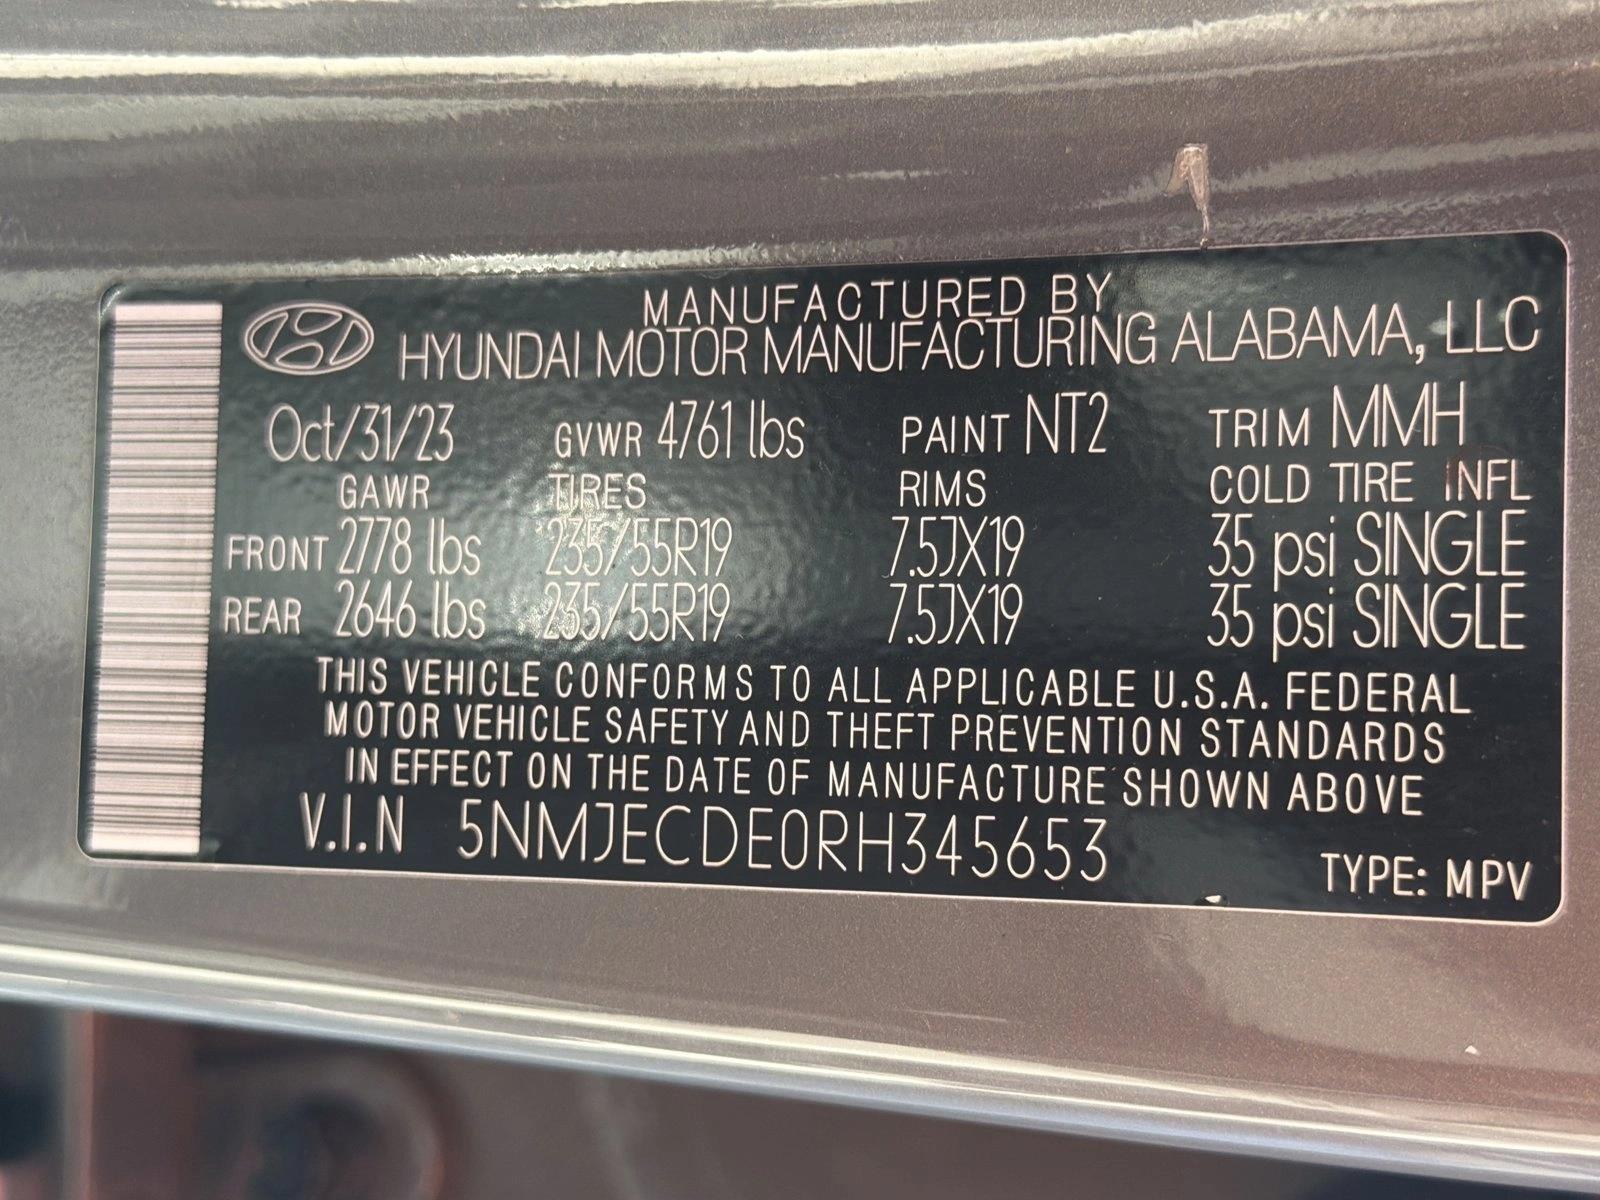 MANUFACTURED BY
HYUNDAI MOTOR MANUFACTURING ALABAMA, LLC
Oct/31/23 GVWR 4761 lbs PAINT NT2 TRIM MMH
GAWR TIRES RIMS COLD TIRE INFL
FRONT 2778 lbs 235/55R19 7.5JX19 35 psi SINGLE
REAR 2646 lbs 235/55R19 7.5JX19 35 psi SINGLE
THIS VEHICLE CONFORMS TO ALL APPLICABLE U.S.A. FEDERAL
MOTOR VEHICLE SAFETY AND THEFT PREVENTION STANDARDS
IN EFFECT ON THE DATE OF MANUFACTURE SHOWN ABOVE
V.I.N 5NMJECDE0RH345653
TYPE: MPV